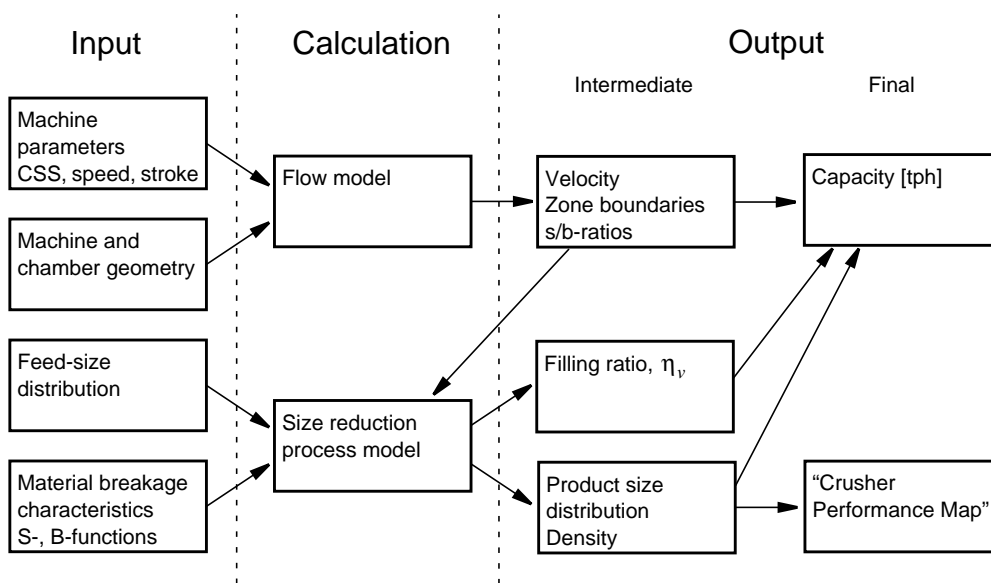 Input
Calculation
Output
Intermediate
Final
Machine
parameters
CSS, speed, stroke
Machine and
chamber geometry
Feed-size
distribution
Material breakage
characteristics
S-, B-functions
Flow model
Size reduction
process model
Velocity
Zone boundaries
s/b-ratios
Filling ratio, η_v
Product size
distribution
Density
Capacity [tph]
“Crusher
Performance Map”